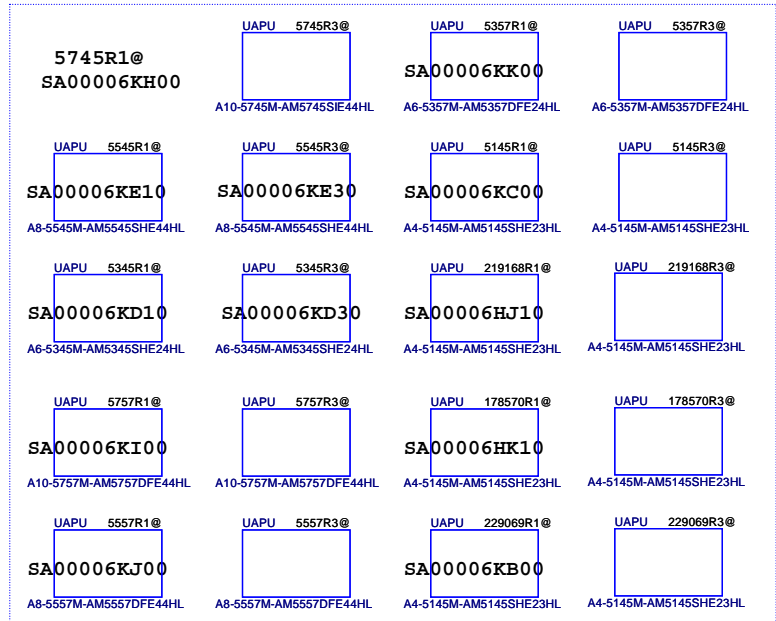 5745R1@
SA00006KH00
UAPU 5745R3@
A10-5745M-AM5745SIE44HL
UAPU 5357R1@
SA00006KK00
A6-5357M-AM5357DFE24HL
UAPU 5357R3@
A6-5357M-AM5357DFE24HL
UAPU 5545R1@
SA00006KE10
A8-5545M-AM5545SHE44HL
UAPU 5545R3@
SA00006KE30
A8-5545M-AM5545SHE44HL
UAPU 5145R1@
SA00006KC00
A4-5145M-AM5145SHE23HL
UAPU 5145R3@
A4-5145M-AM5145SHE23HL
UAPU 5345R1@
SA00006KD10
A6-5345M-AM5345SHE24HL
UAPU 5345R3@
SA00006KD30
A6-5345M-AM5345SHE24HL
UAPU 219168R1@
SA00006HJ10
A4-5145M-AM5145SHE23HL
UAPU 219168R3@
A4-5145M-AM5145SHE23HL
UAPU 5757R1@
SA00006KI00
A10-5757M-AM5757DFE44HL
UAPU 5757R3@
A10-5757M-AM5757DFE44HL
UAPU 178570R1@
SA00006HK10
A4-5145M-AM5145SHE23HL
UAPU 178570R3@
A4-5145M-AM5145SHE23HL
UAPU 5557R1@
SA00006KJ00
A8-5557M-AM5557DFE44HL
UAPU 5557R3@
A8-5557M-AM5557DFE44HL
UAPU 229069R1@
SA00006KB00
A4-5145M-AM5145SHE23HL
UAPU 229069R3@
A4-5145M-AM5145SHE23HL